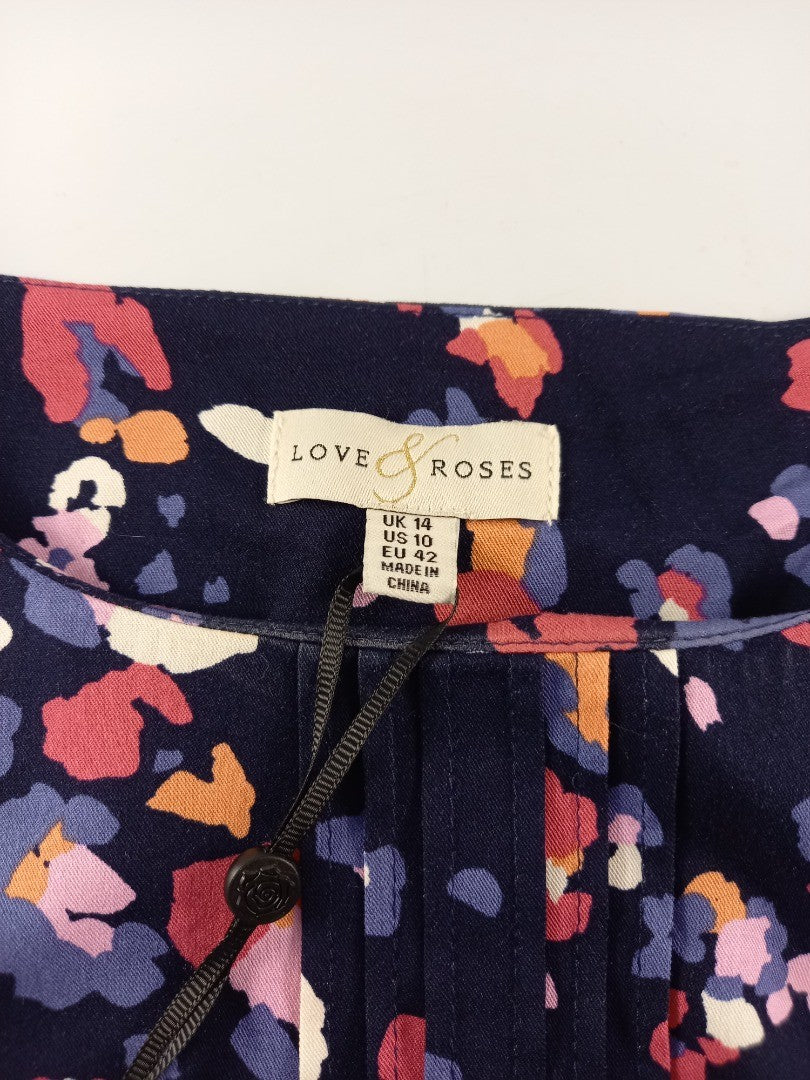 LOVE & ROSES
UK 14
US 10
EU 42
MADE IN
CHINA